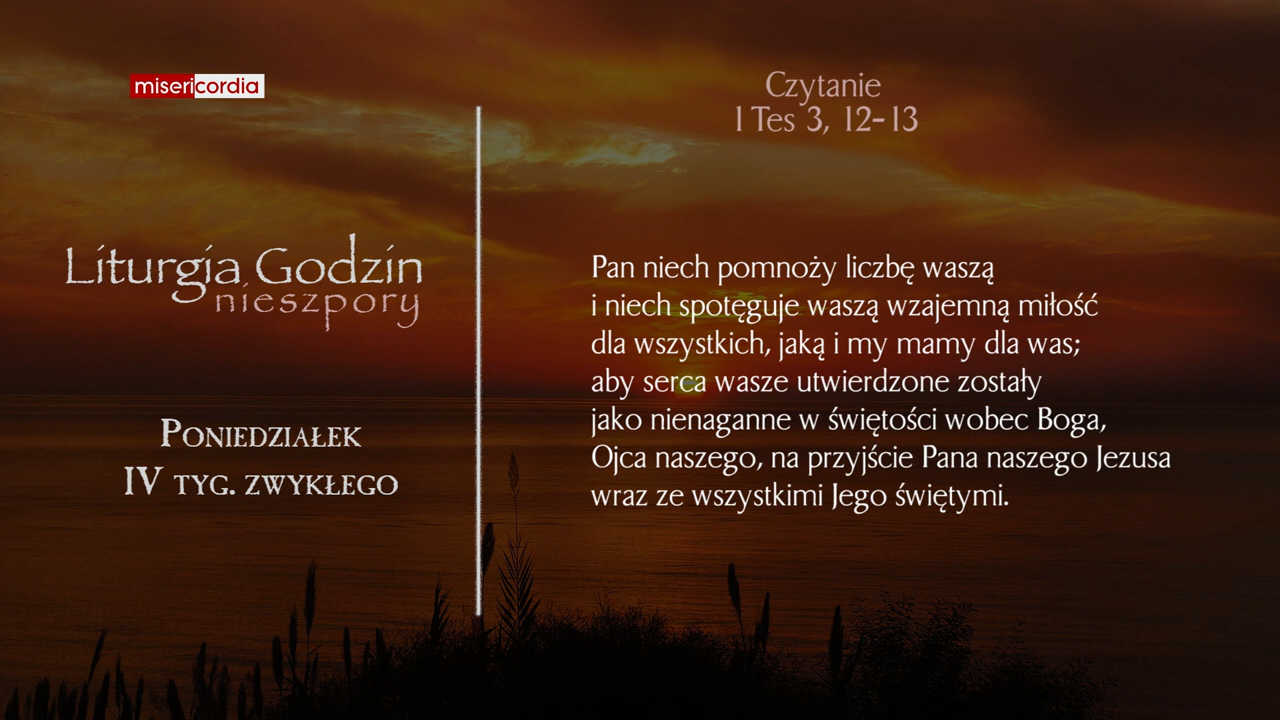 misericordia
Liturgia Godzin
nieszpory
Poniedziałek
IV tyg. zwykłego
Czytanie
1 Tes 3, 12-13
Pan niech pomnoży liczbę waszą
i niech spotęguje waszą wzajemną miłość
dla wszystkich, jaką i my mamy dla was;
aby serca wasze utwierdzone zostały
jako nienaganne w świętości wobec Boga,
Ojca naszego, na przyjście Pana naszego Jezusa
wraz ze wszystkimi Jego świętymi.